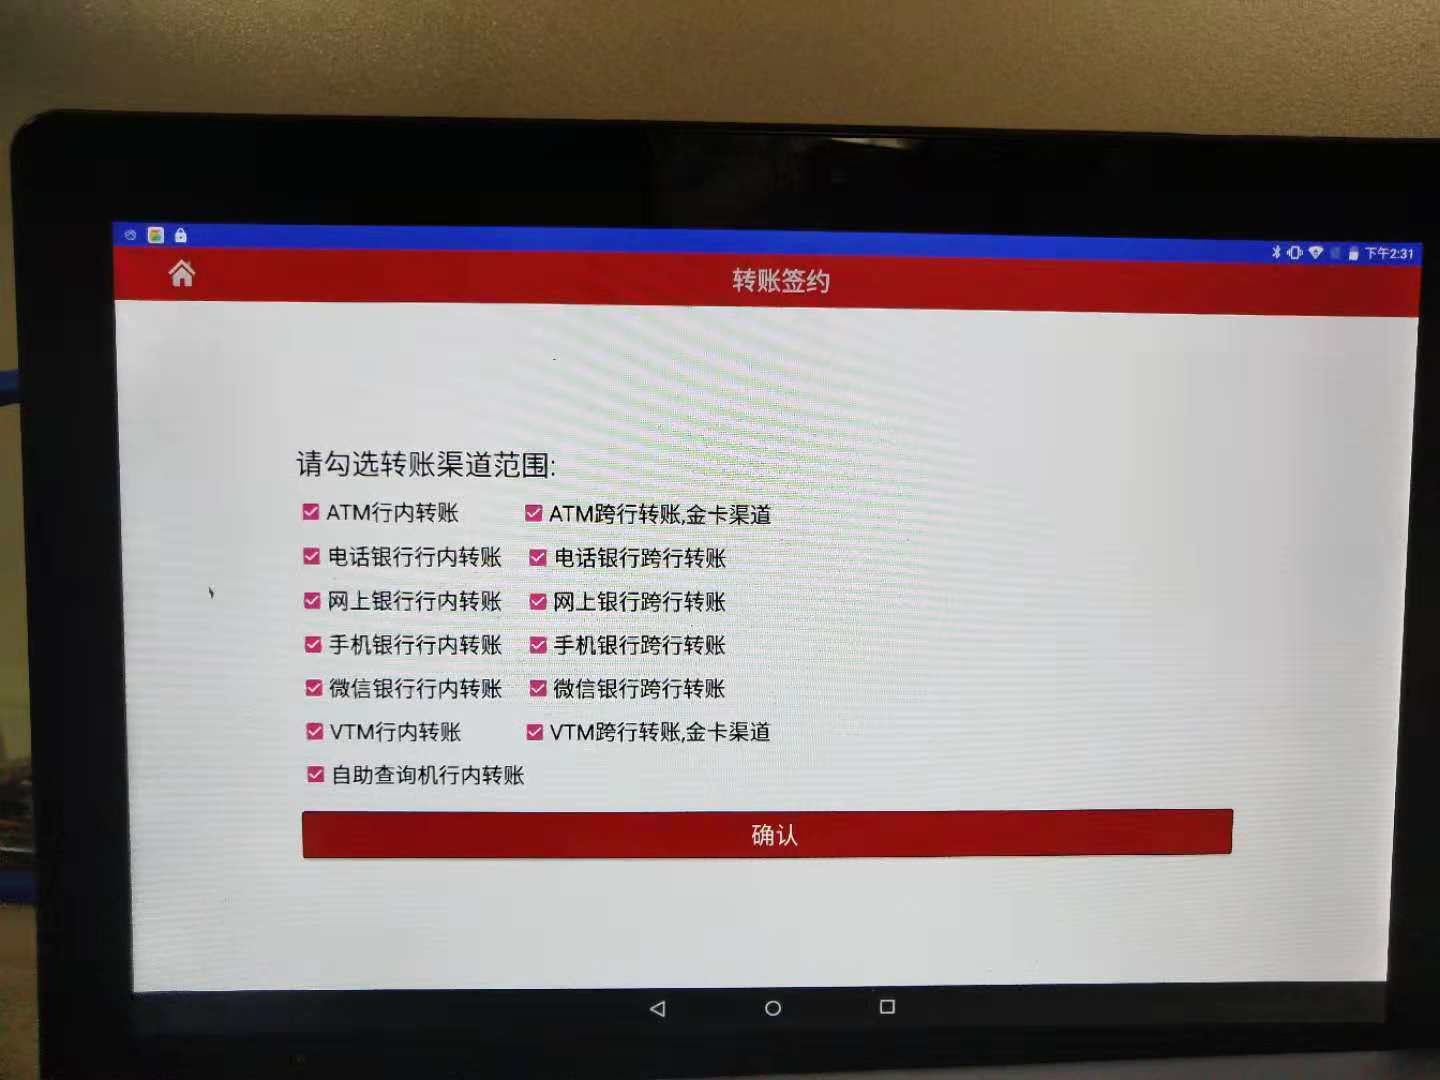 下午2:31
转账签约
请勾选转账渠道范围:
ATM行内转账 ATM跨行转账,金卡渠道
电话银行行内转账 电话银行跨行转账
网上银行行内转账 网上银行跨行转账
手机银行行内转账 手机银行跨行转账
微信银行行内转账 微信银行跨行转账
VTM行内转账 VTM跨行转账,金卡渠道
自助查询机行内转账
确认